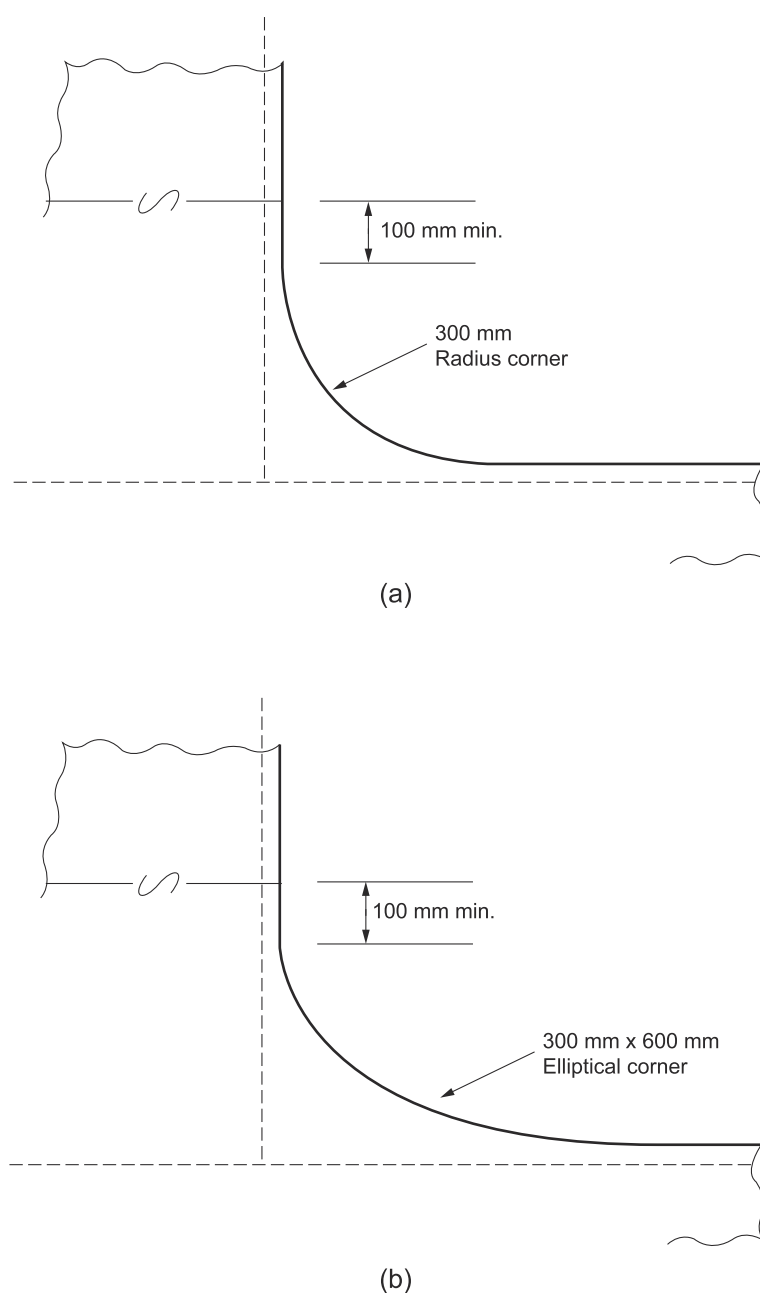 100 mm min.
300 mm
Radius corner
(a)
100 mm min.
300 mm x 600 mm
Elliptical corner
(b)